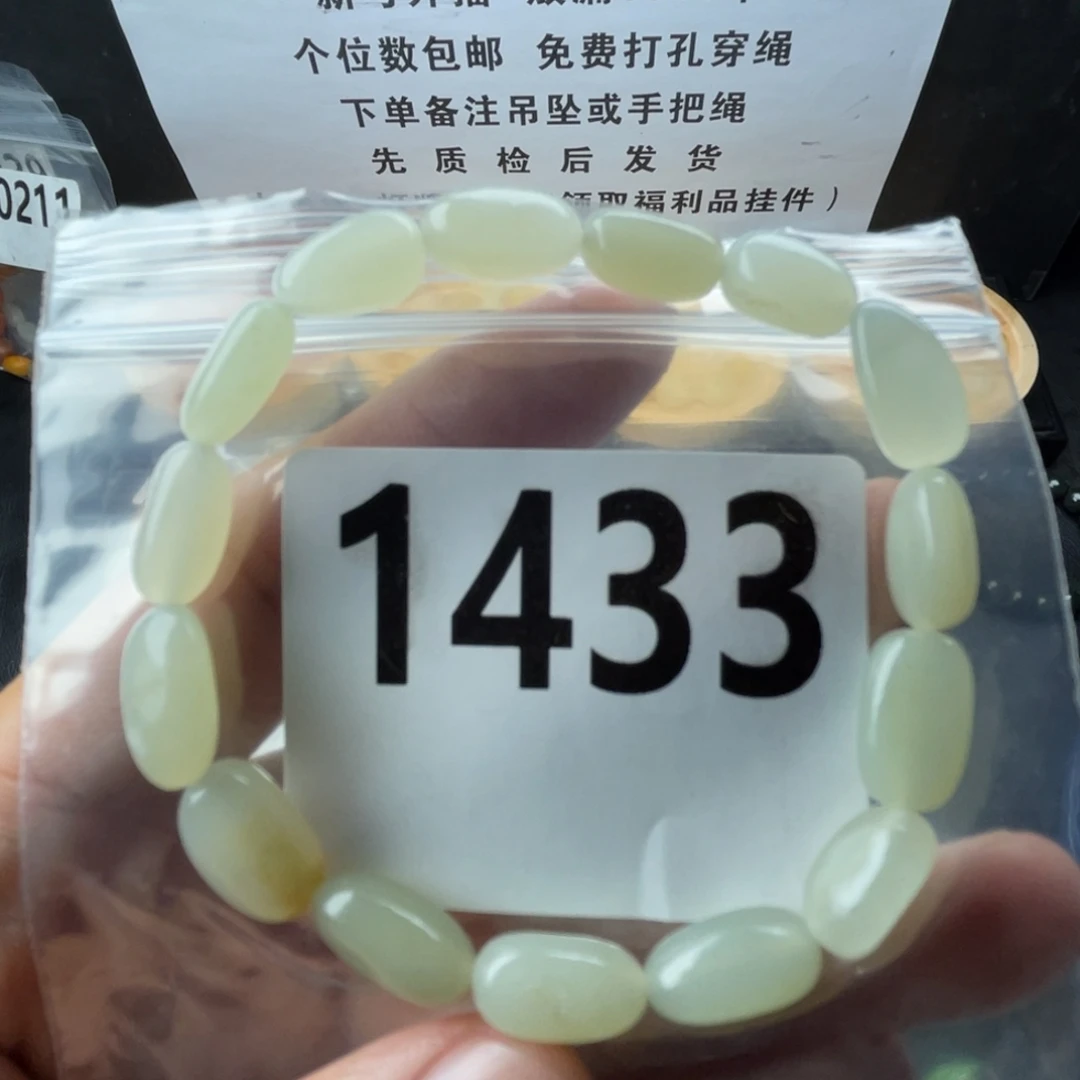 个位数包邮 免费打孔穿绳
下单备注吊坠或手把绳
先质检后发货
领取福利品挂件）
0211
1433